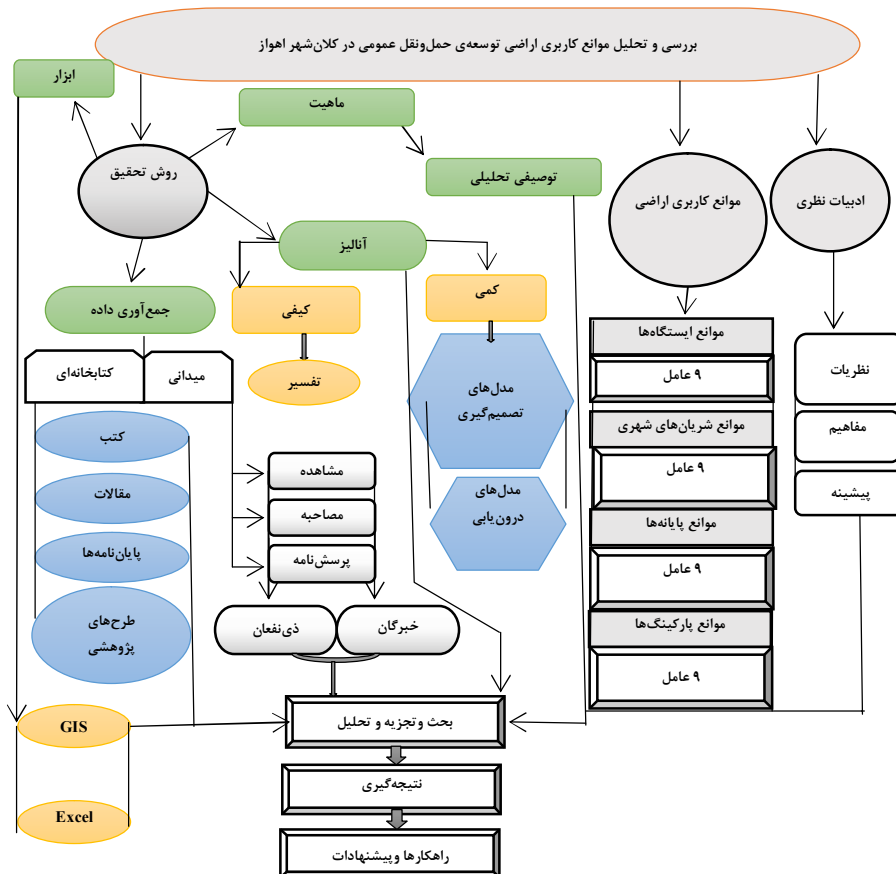 بررسی و تحلیل موانع کاربری اراضی توسعه‌ی حمل‌ونقل عمومی در کلان‌شهر اهواز
ابزار
ماهیت
روش تحقیق
توصیفی تحلیلی
موانع کاربری اراضی
ادبیات نظری
آنالیز
جمع‌آوری داده
کیفی
کمی
میدانی
کتابخانه‌ای
تفسیر
مدل‌های
تصمیم‌گیری
مدل‌های
درون‌یابی
موانع ایستگاه‌ها
۹ عامل
موانع شریان‌های شهری
۹ عامل
موانع پایانه‌ها
۹ عامل
موانع پارکینگ‌ها
۹ عامل
نظریات
مفاهیم
پیشینه
کتب
مقالات
پایان‌نامه‌ها
طرح‌های
پژوهشی
مشاهده
مصاحبه
پرسش‌نامه
خبرگان
ذی‌نفعان
GIS
Excel
بحث وتجزیه و تحلیل
نتیجه‌گیری
راهکارها وپیشنهادات